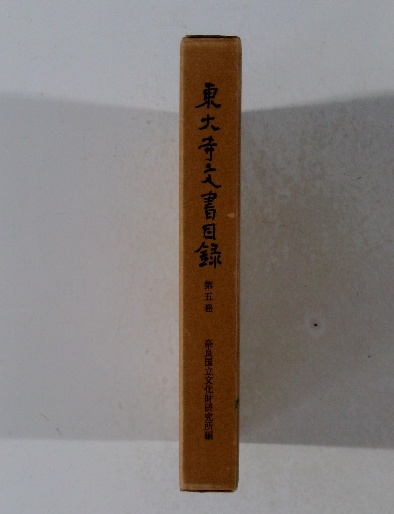 東大寺文書目録
第五巻
奈良国立文化財研究所編